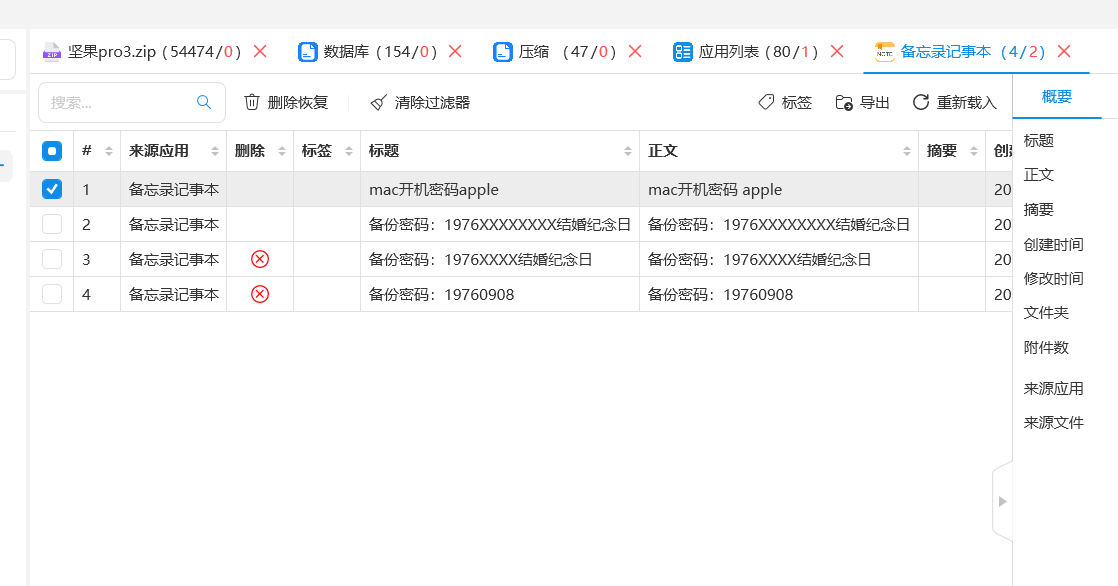 坚果pro3.zip (54474/0) 数据库 (154/0) 压缩 (47/0) 应用列表 (80/1) 备忘录记事本 (4/2)
搜索... 删除恢复 清除过滤器 标签 导出 重新载入 概要
# 来源应用 删除 标签 标题 正文 摘要
1 备忘录记事本 mac开机密码apple mac开机密码 apple 20
2 备忘录记事本 备份密码：1976XXXXXXXX结婚纪念日 备份密码：1976XXXXXXXX结婚纪念日 20
3 备忘录记事本 备份密码：1976XXXX结婚纪念日 备份密码：1976XXXX结婚纪念日 20
4 备忘录记事本 备份密码：19760908 备份密码：19760908 20
标题
正文
摘要
创建时间
修改时间
文件夹
附件数
来源应用
来源文件